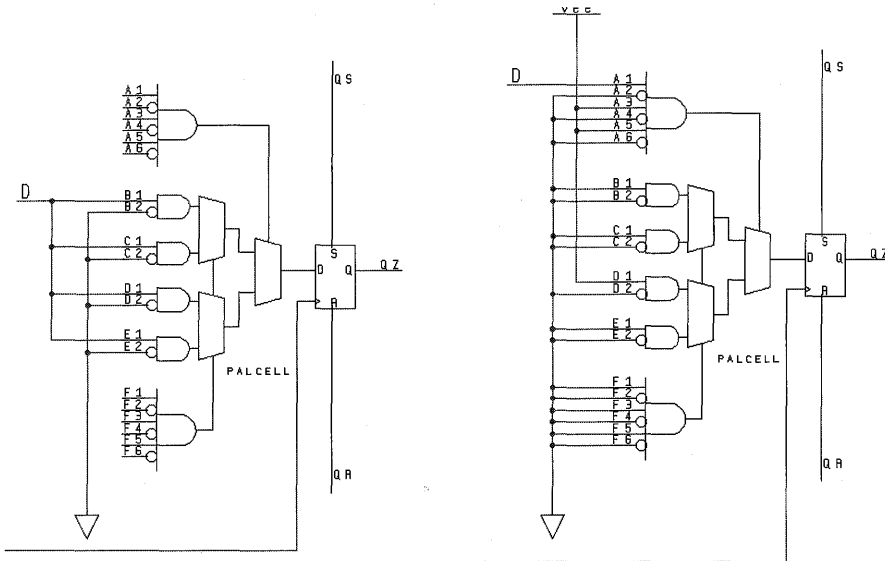 QS
A1
A2
A3
A4
A5
A6
D
B1
B2
C1
C2
D1
D2
E1
E2
S
D Q
R
QZ
PALCELL
F1
F2
F3
F4
F5
F6
QR
Vcc
D
QS
A1
A2
A3
A4
A5
A6
B1
B2
C1
C2
D1
D2
E1
E2
S
D Q
R
QZ
PALCELL
F1
F2
F3
F4
F5
F6
QR